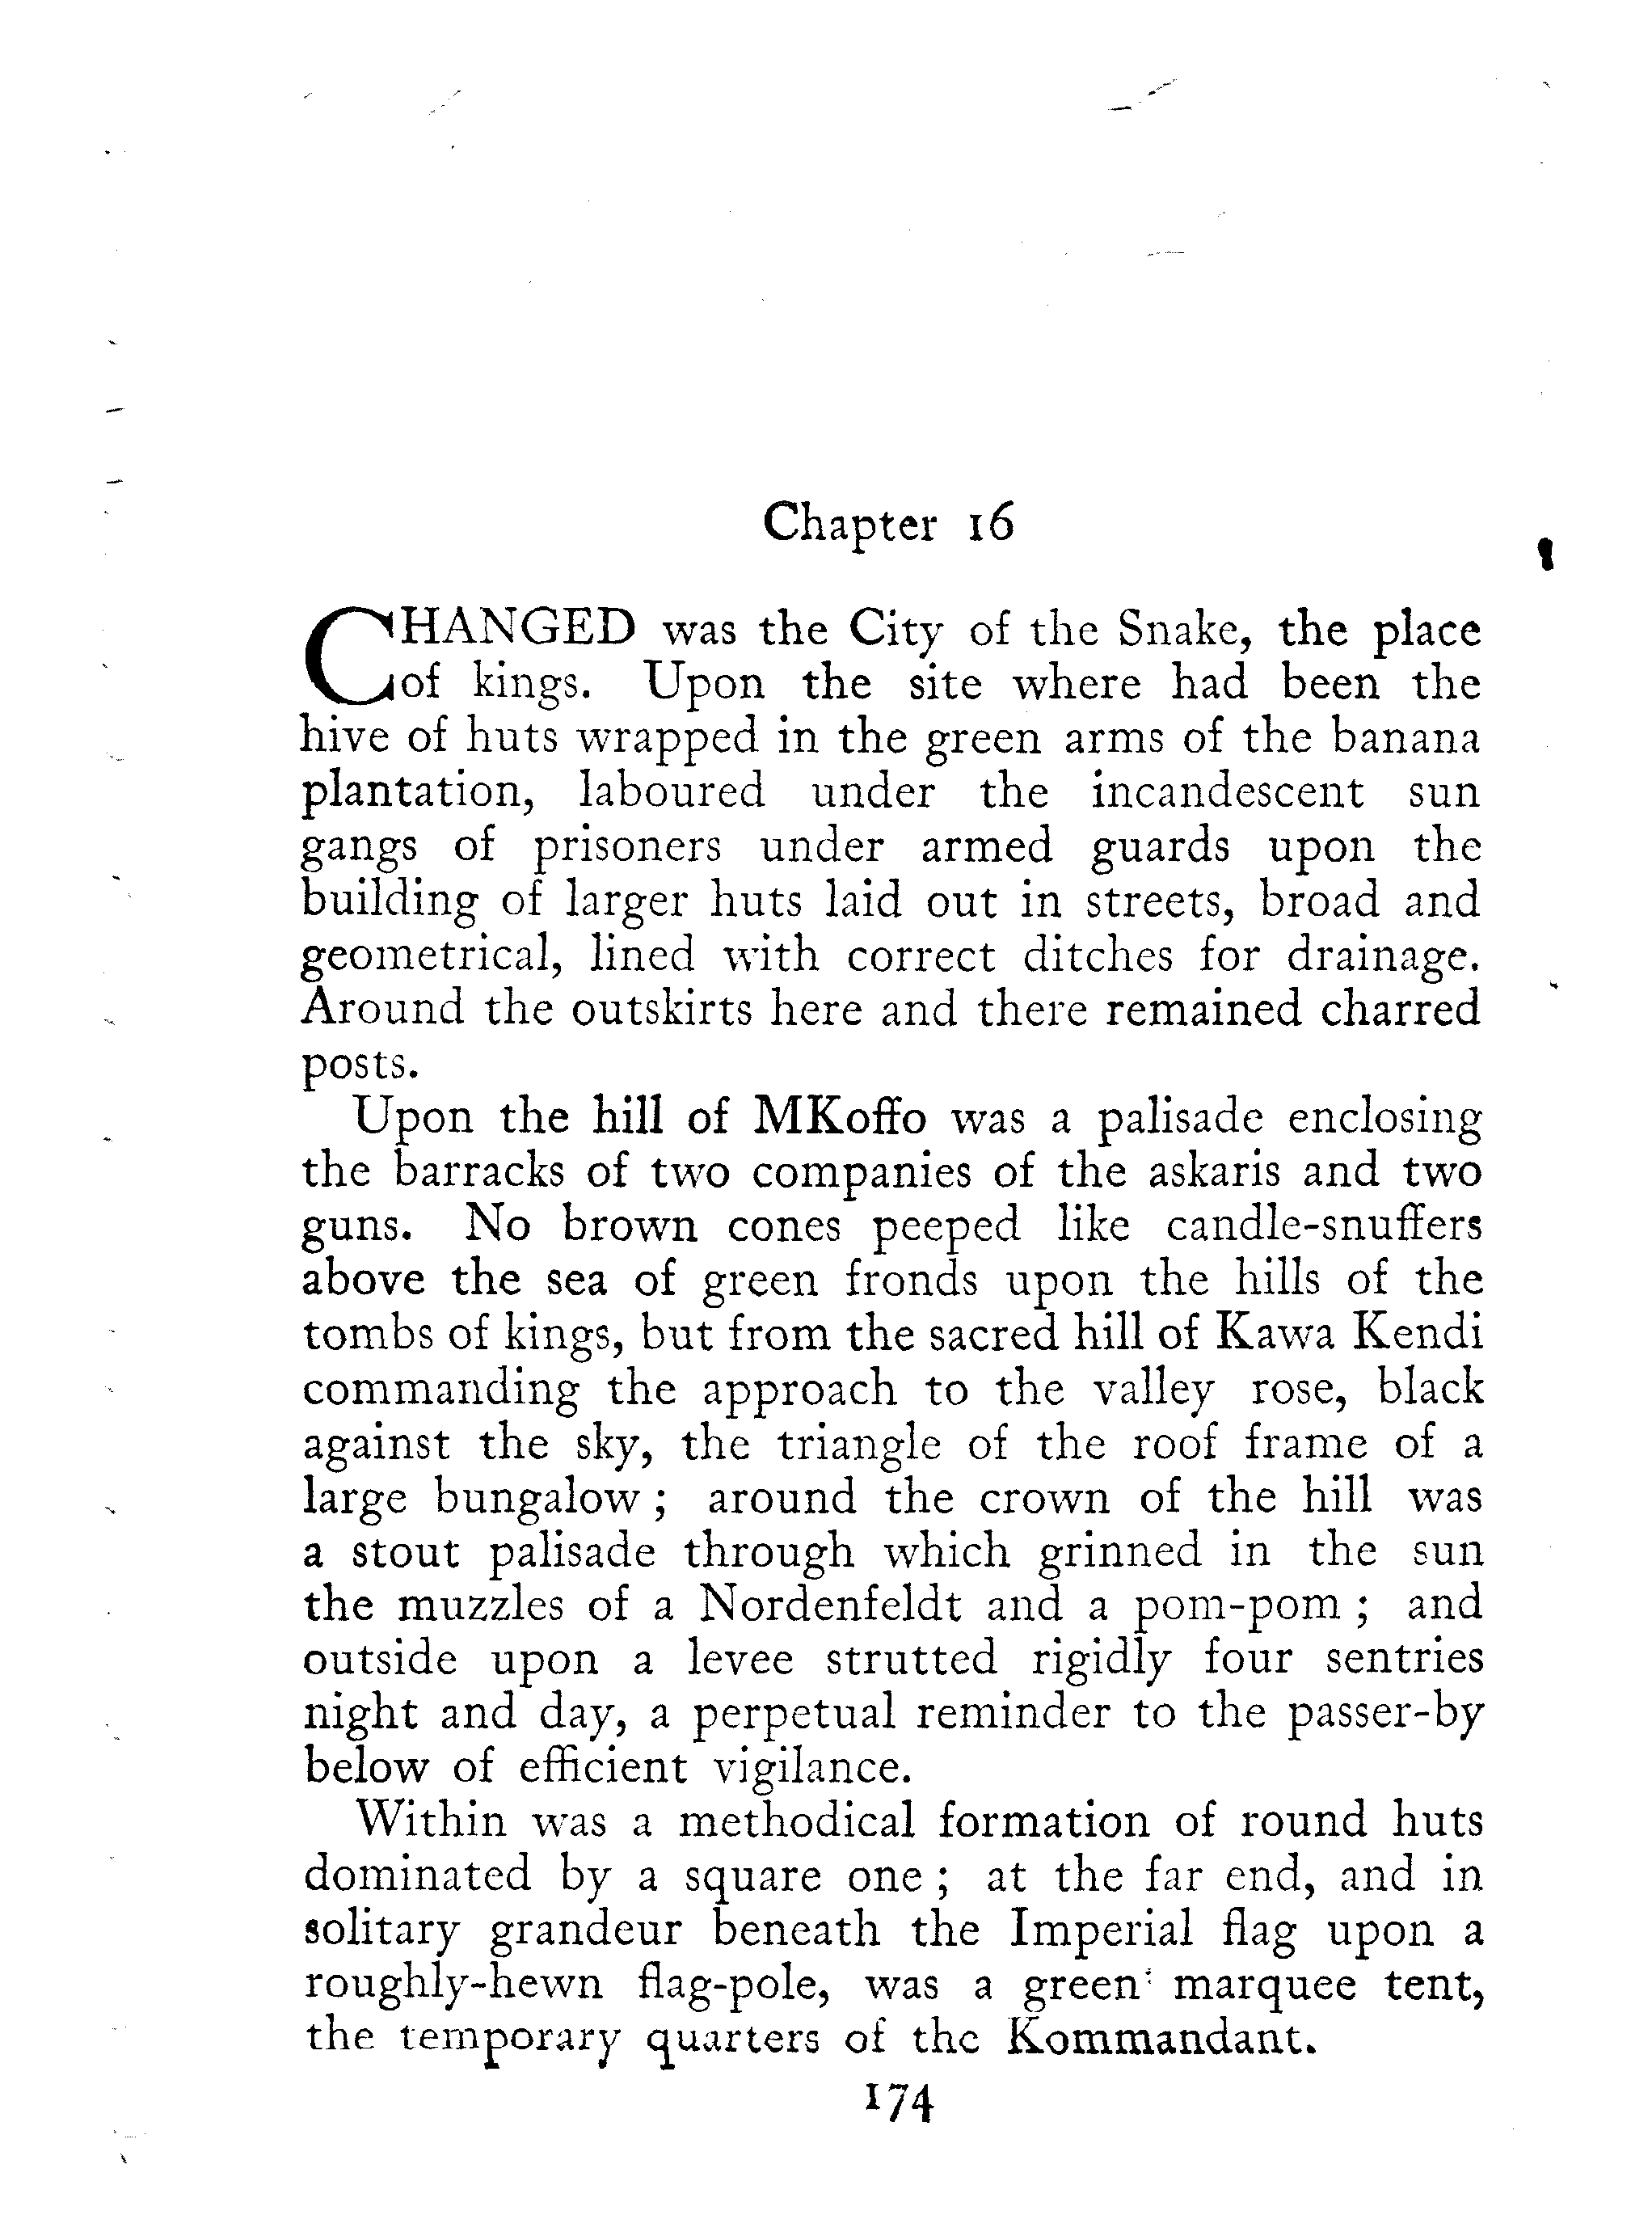 Chapter 16
CHANGED was the City of the Snake, the place
of kings. Upon the site where had been the
hive of huts wrapped in the green arms of the banana
plantation, laboured under the incandescent sun
gangs of prisoners under armed guards upon the
building of larger huts laid out in streets, broad and
geometrical, lined with correct ditches for drainage.
Around the outskirts here and there remained charred
posts.
Upon the hill of MKoffo was a palisade enclosing
the barracks of two companies of the askaris and two
guns. No brown cones peeped like candle-snuffers
above the sea of green fronds upon the hills of the
tombs of kings, but from the sacred hill of Kawa Kendi
commanding the approach to the valley rose, black
against the sky, the triangle of the roof frame of a
large bungalow ; around the crown of the hill was
a stout palisade through which grinned in the sun
the muzzles of a Nordenfeldt and a pom-pom ; and
outside upon a levee strutted rigidly four sentries
night and day, a perpetual reminder to the passer-by
below of efficient vigilance.
Within was a methodical formation of round huts
dominated by a square one ; at the far end, and in
solitary grandeur beneath the Imperial flag upon a
roughly-hewn flag-pole, was a green marquee tent,
the temporary quarters of the Kommandant.
174